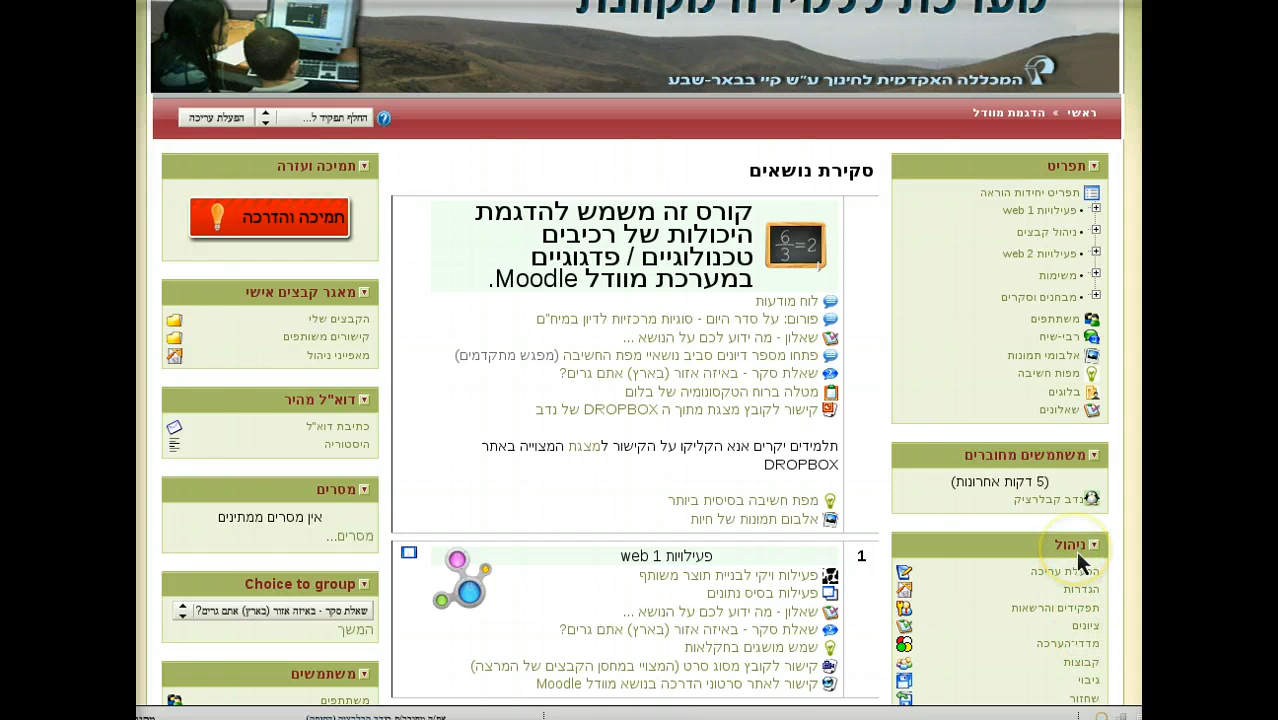 מערכת ללמידה מקוונת
המכללה האקדמית לחינוך ע"ש קיי בבאר-שבע
ראשי » הדגמת מוודל
החלף תפקיד ל...
הפעלת עריכה
תפריט
תפריט יחידות הוראה
פעילויות web 1
ניהול קבצים
פעילויות web 2
משימות
מבחנים וסקרים
משתתפים
רבי-שיח
אלבומי תמונות
מפות חשיבה
בלוגים
שאלונים
משתמשים מחוברים
(5 דקות אחרונות)
נדב קבלרציק
ניהול
הפעלת עריכה
הגדרות
תפקידים והרשאות
ציונים
מדדי־הערכה
קבוצות
גיבוי
שחזור
סקירת נושאים
קורס זה משמש להדגמת
היכולות של רכיבים
טכנולוגיים / פדגוגיים
במערכת מוודל Moodle.
6/3=2
לוח מודעות
פורום: על סדר היום - סוגיות מרכזיות לדיון במיח"ם
שאלון - מה ידוע לכם על הנושא ...
פתחו מספר דיונים סביב נושאיי מפת החשיבה (מפגש מתקדמים)
שאלת סקר - באיזה אזור (בארץ) אתם גרים?
מטלה ברוח הטקסונומיה של בלום
קישור לקובץ מצגת מתוך ה DROPBOX של נדב
תלמידים יקרים אנא הקליקו על הקישור למצגת המצוייה באתר
DROPBOX
מפת חשיבה בסיסית ביותר
אלבום תמונות של חיות
1
פעילויות web 1
פעילות ויקי לבניית תוצר משותף
פעילות בסיס נתונים
שאלון - מה ידוע לכם על הנושא ...
שאלת סקר - באיזה אזור (בארץ) אתם גרים?
שמש מושגים בחקלאות
קישור לקובץ מסוג סרט (המצויי במחסן הקבצים של המרצה)
קישור לאתר סרטוני הדרכה בנושא מוודל Moodle
תמיכה ועזרה
תמיכה והדרכה
מאגר קבצים אישי
הקבצים שלי
קישורים משותפים
מאפייני ניהול
דוא"ל מהיר
כתיבת דוא"ל
היסטוריה
מסרים
אין מסרים ממתינים
מסרים...
Choice to group
שאלת סקר - באיזה אזור (בארץ) אתם גרים?
המשך
משתמשים
משתתפים